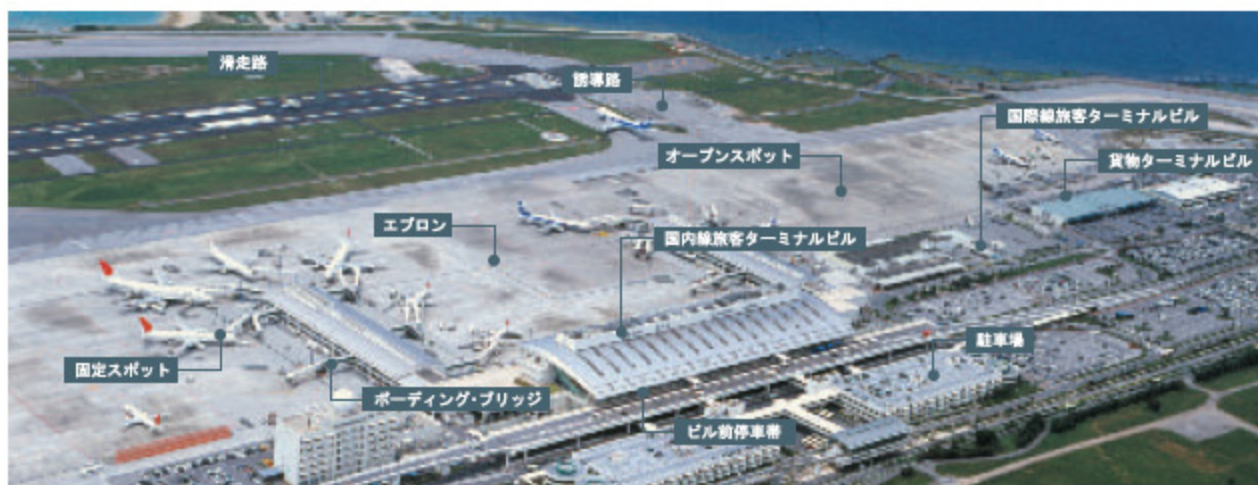 滑走路
誘導路
国際線旅客ターミナルビル
オープンスポット
貨物ターミナルビル
エプロン
国内線旅客ターミナルビル
固定スポット
駐車場
ボーディング・ブリッジ
ビル前停車帯